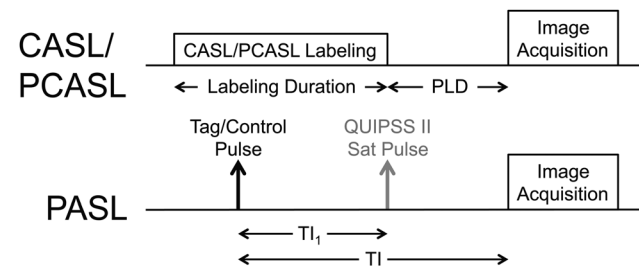 CASL/
PCASL
CASL/PCASL Labeling
Image
Acquisition
Labeling Duration
PLD
Tag/Control
Pulse
QUIPSS II
Sat Pulse
PASL
Image
Acquisition
TI₁
TI